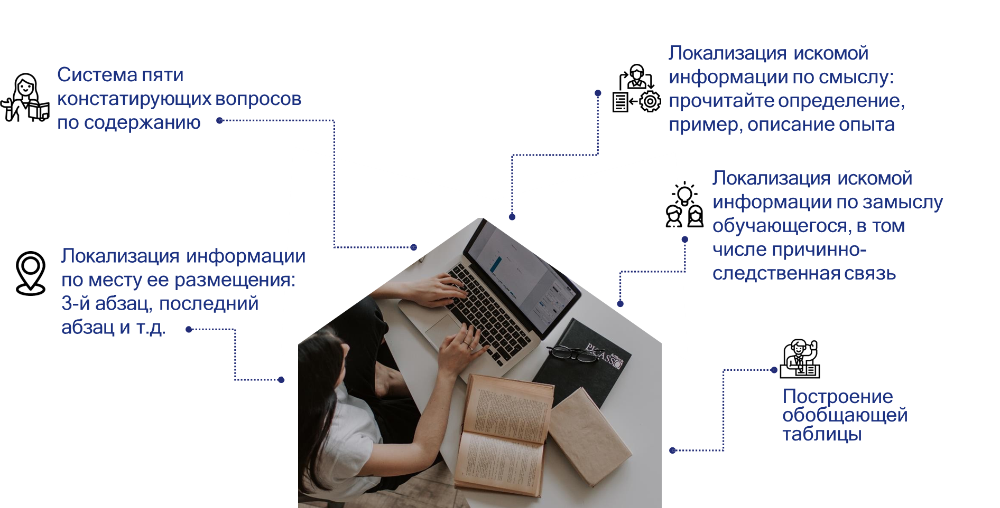 Система пяти
констатирующих вопросов
по содержанию
Локализация информации
по месту ее размещения:
3-й абзац, последний
абзац и т.д.
Локализация искомой
информации по смыслу:
прочитайте определение,
пример, описание опыта
Локализация искомой
информации по замыслу
обучающегося, в том
числе причинно-
следственная связь
Построение
обобщающей
таблицы
PICASSO
ArtBook